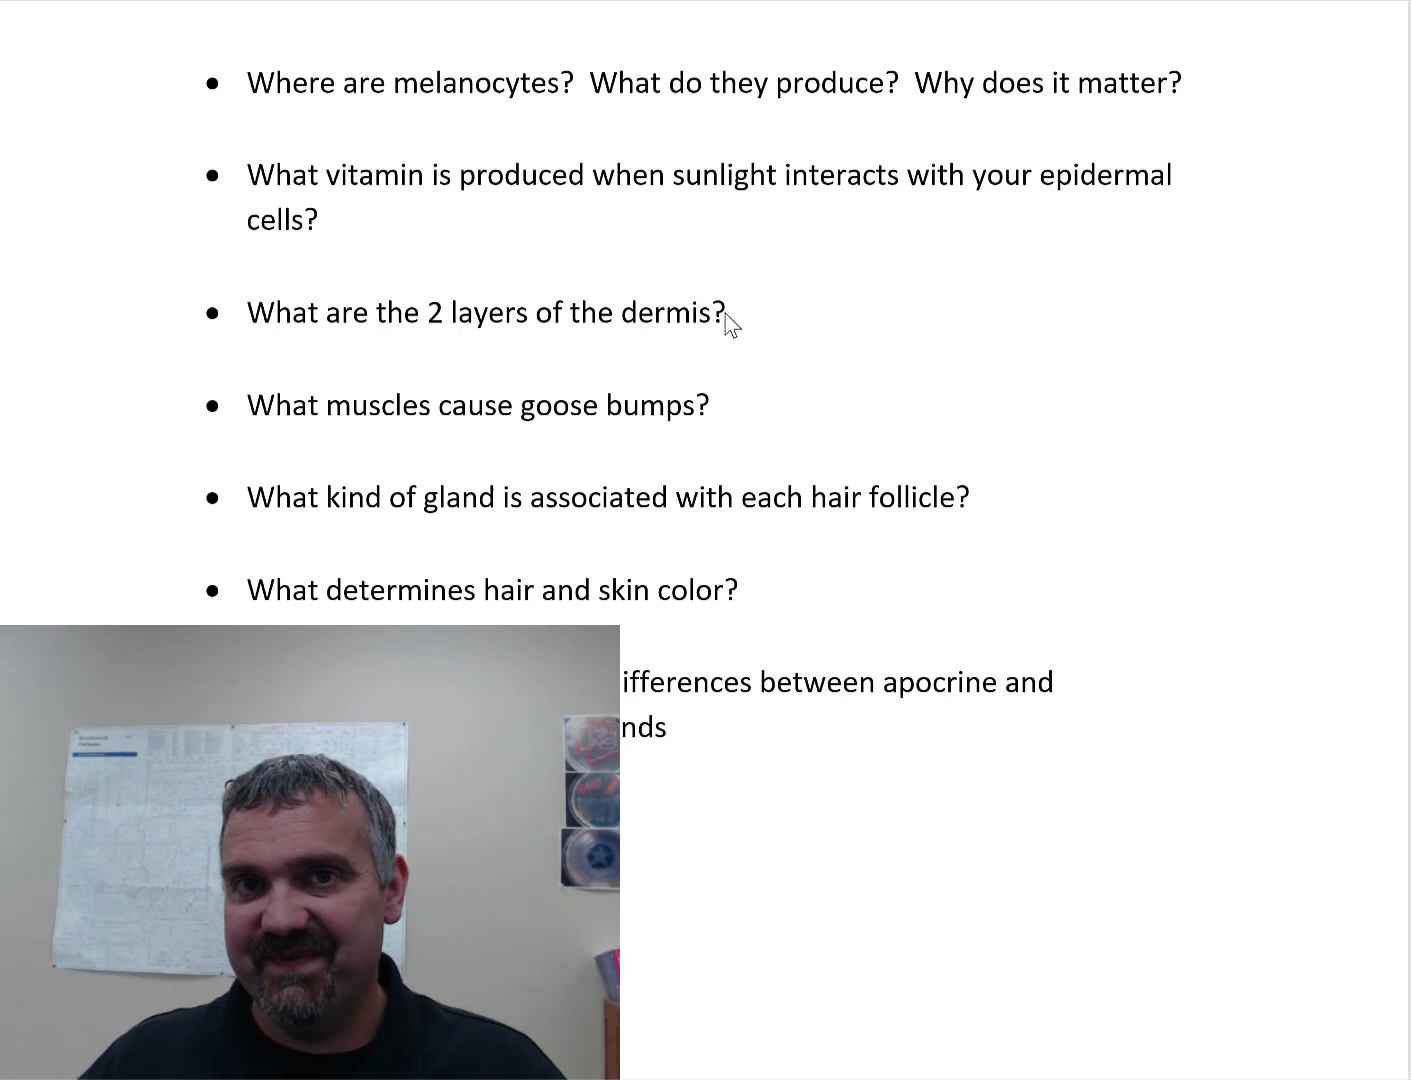 Where are melanocytes?  What do they produce?  Why does it matter?
What vitamin is produced when sunlight interacts with your epidermal
cells?
What are the 2 layers of the dermis?
What muscles cause goose bumps?
What kind of gland is associated with each hair follicle?
What determines hair and skin color?
ifferences between apocrine and
nds